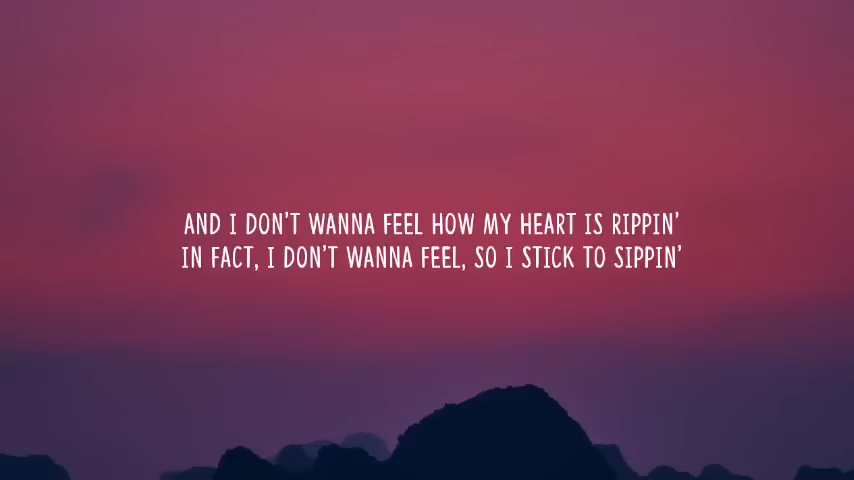 AND I DON'T WANNA FEEL HOW MY HEART IS RIPPIN'
IN FACT, I DON'T WANNA FEEL, SO I STICK TO SIPPIN'